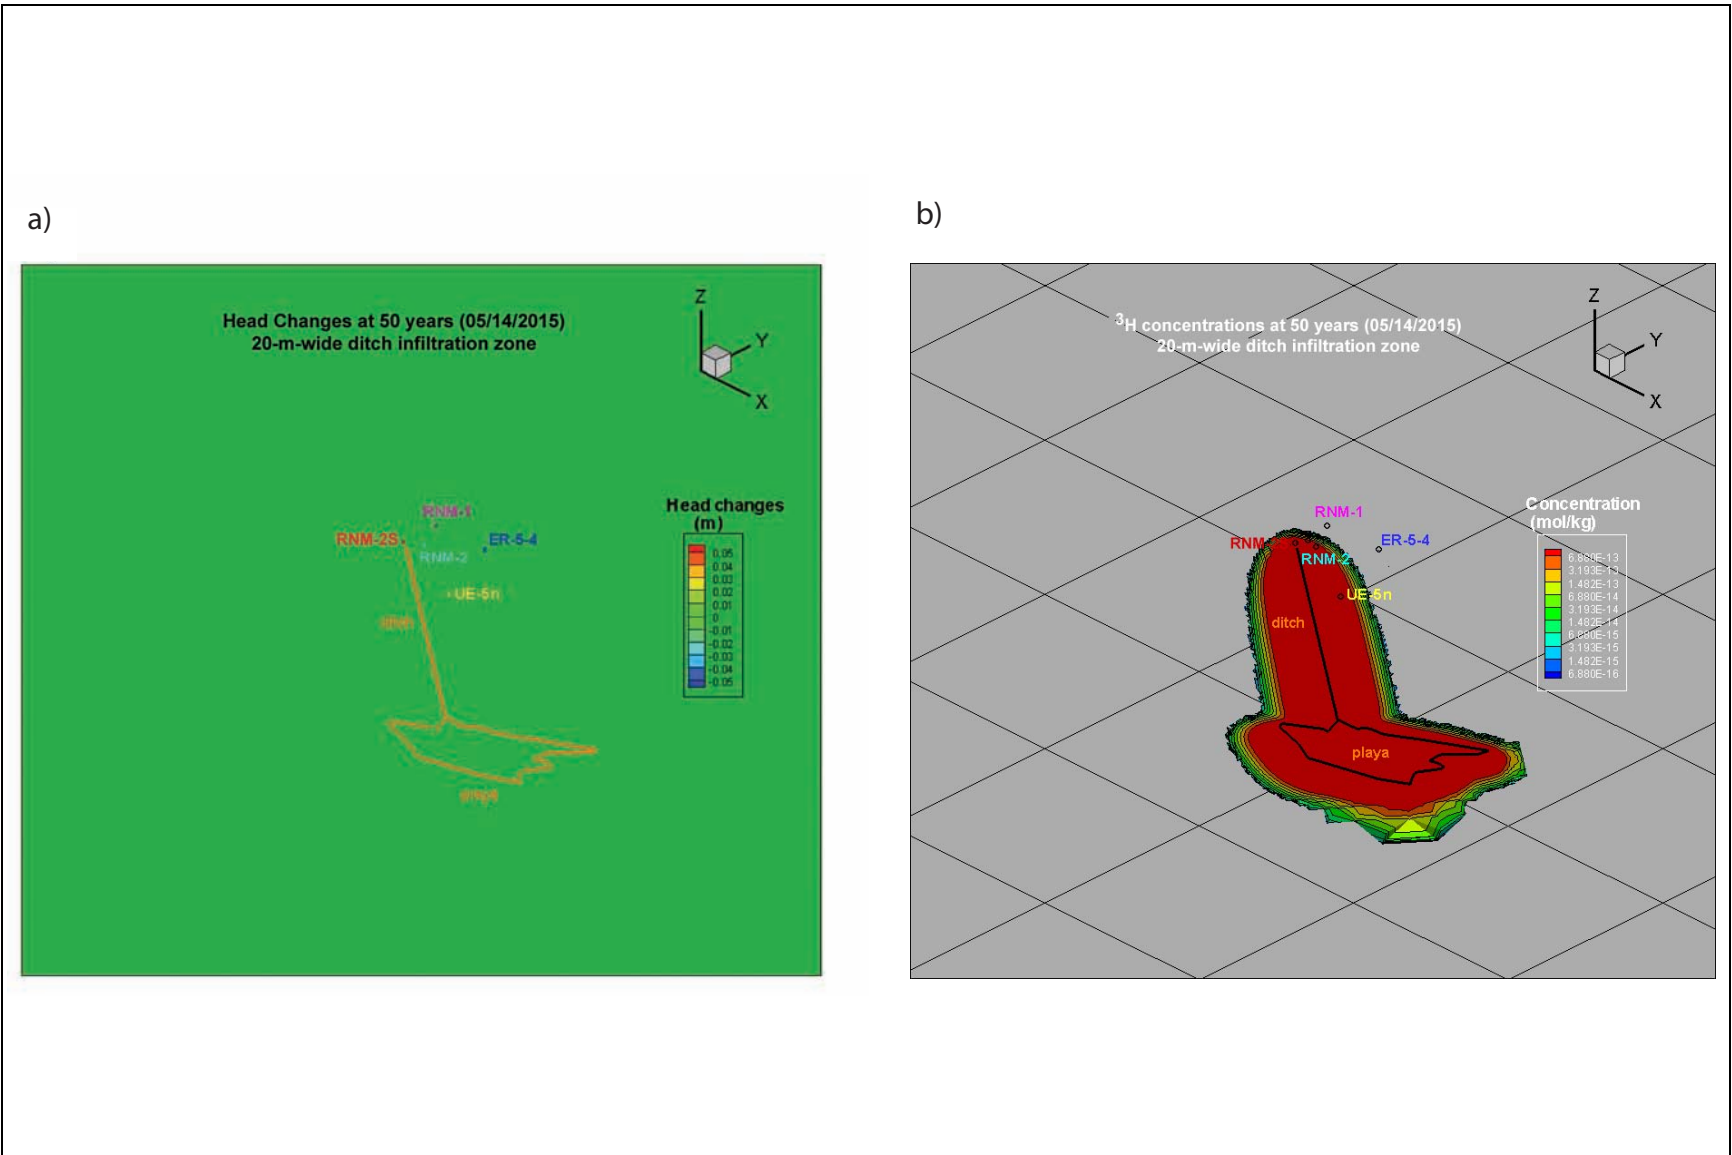 a)
Head Changes at 50 years (05/14/2015)
20-m-wide ditch infiltration zone
Z
Y
X
RNM-1
RNM-2S
RNM-2
ER-5-4
UE-5n
ditch
Head changes
(m)
0.05
0.04
0.03
0.02
0.01
0
-0.01
-0.02
-0.03
-0.04
-0.05
b)
3H concentrations at 50 years (05/14/2015)
20-m-wide ditch infiltration zone
Z
Y
X
RNM-1
RNM
RNM-2
ER-5-4
UE-5n
ditch
playa
Concentration
(mol/kg)
6.880E-13
3.193E-13
1.482E-13
6.880E-14
3.193E-14
1.482E-14
6.880E-15
3.193E-15
1.482E-15
6.880E-16